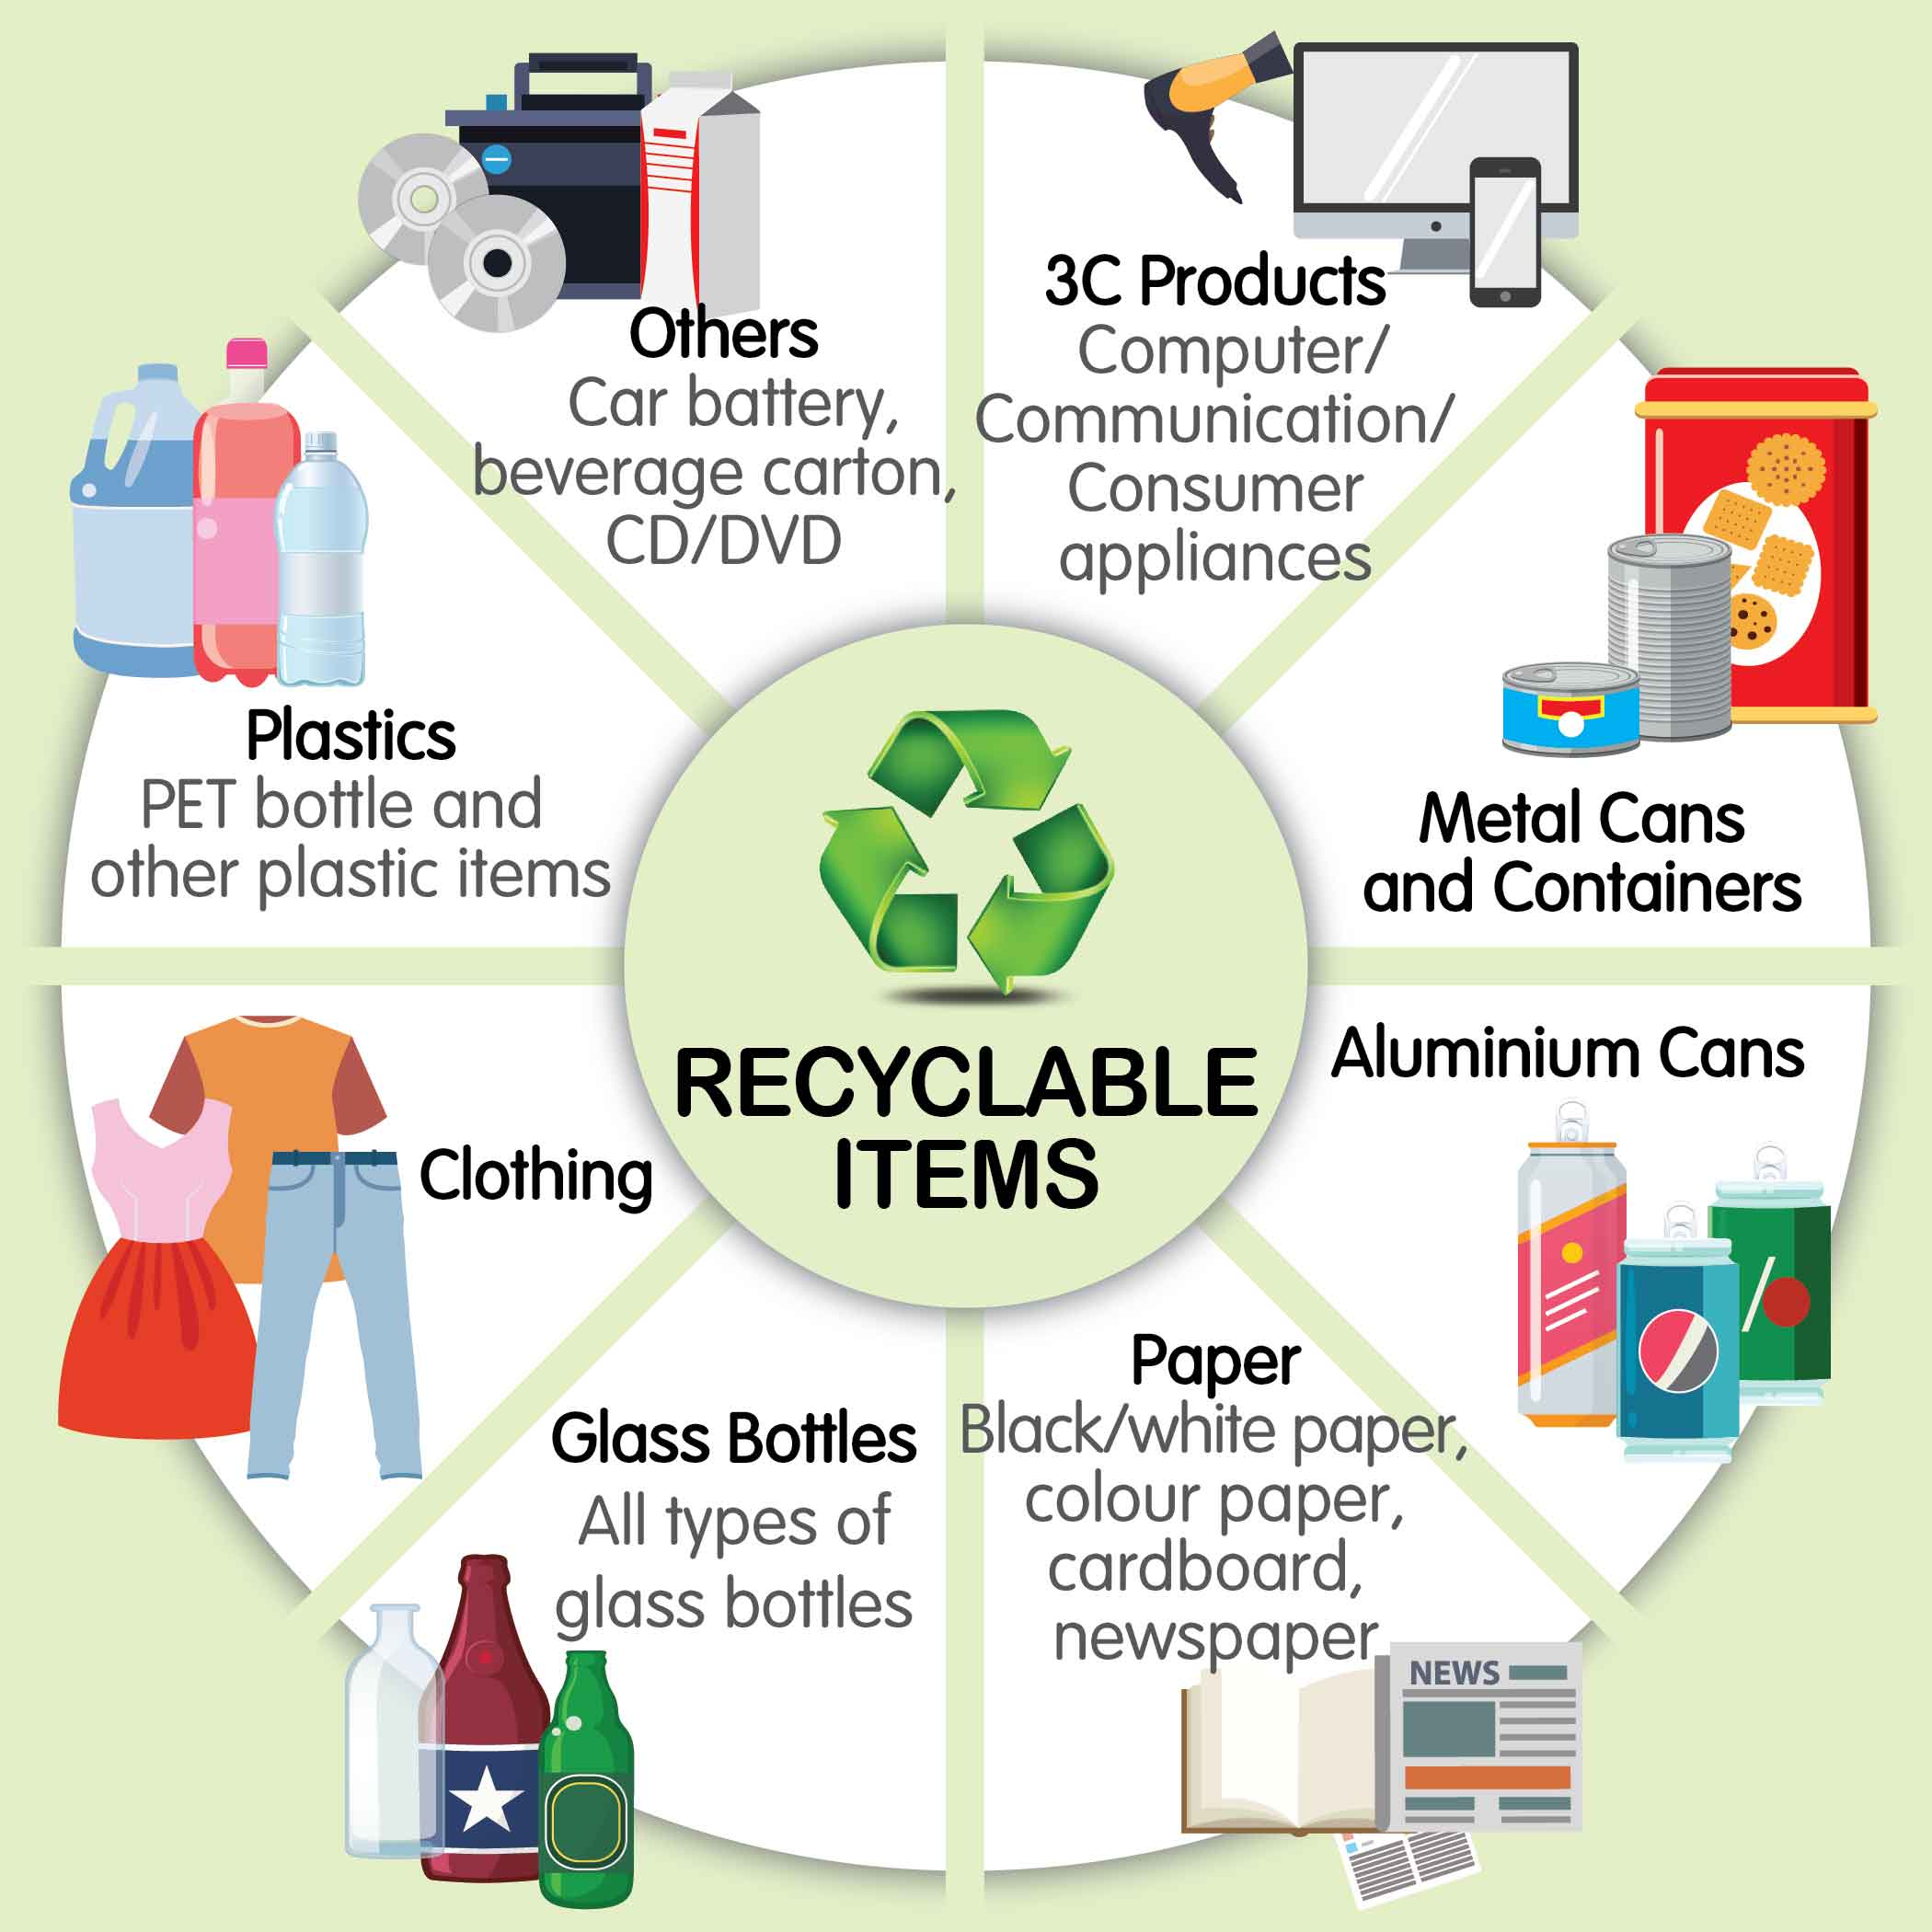 RECYCLABLE
ITEMS
3C Products
Computer/
Communication/
Consumer
appliances
Metal Cans
and Containers
Aluminium Cans
Paper
Black/white paper,
colour paper,
cardboard,
newspaper
NEWS
Glass Bottles
All types of
glass bottles
Clothing
Plastics
PET bottle and
other plastic items
Others
Car battery,
beverage carton,
CD/DVD